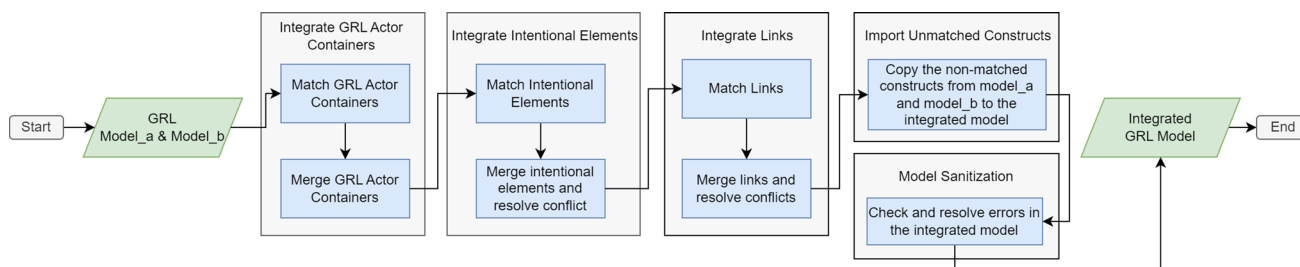 Start
GRL
Model_a & Model_b
Integrate GRL Actor
Containers
Match GRL Actor
Containers
Merge GRL Actor
Containers
Integrate Intentional Elements
Match Intentional
Elements
Merge intentional
elements and
resolve conflict
Integrate Links
Match Links
Merge links and
resolve conflicts
Import Unmatched Constructs
Copy the non-matched
constructs from model_a
and model_b to the
integrated model
Model Sanitization
Check and resolve errors in
the integrated model
Integrated
GRL Model
End